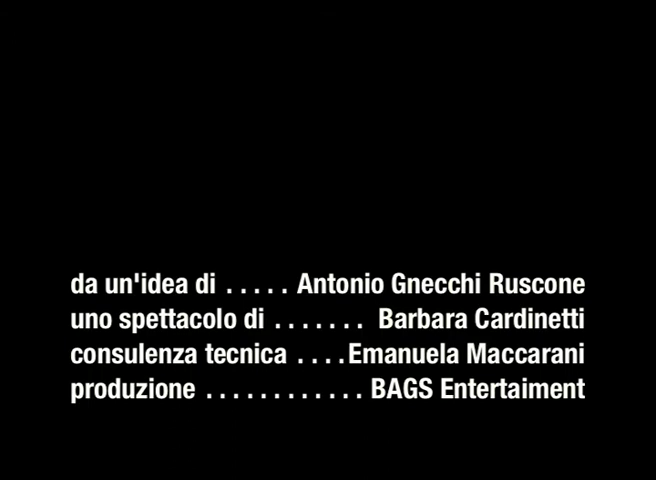 da un'idea di ..... Antonio Gnecchi Ruscone
uno spettacolo di ....... Barbara Cardinetti
consulenza tecnica ....Emanuela Maccarani
produzione ............ BAGS Entertaiment